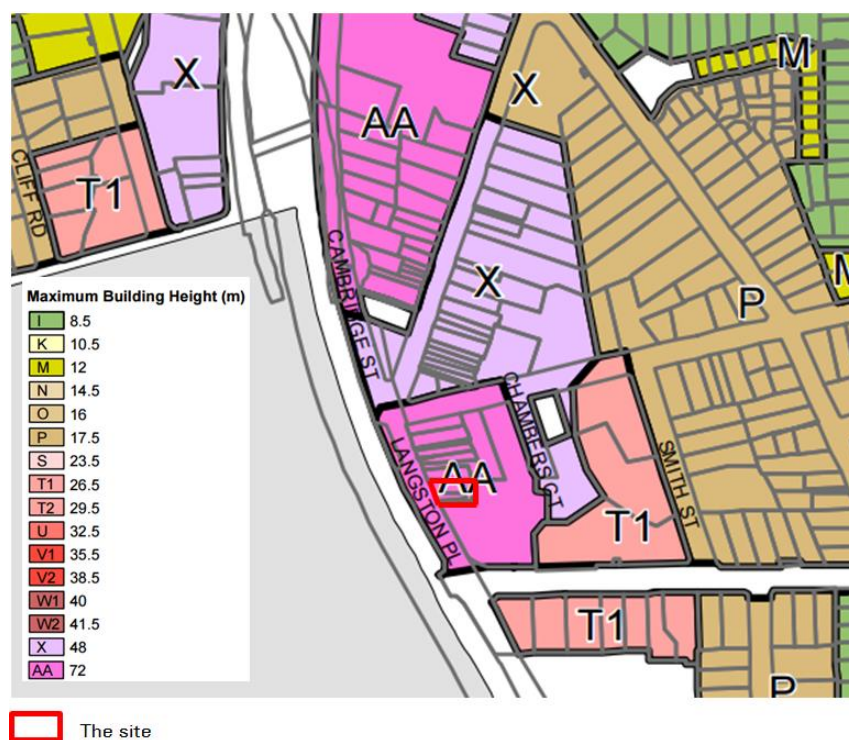 X
M
AA
X
CLIFF RD
T1
CAMBRIDGE ST
X
P
M
Maximum Building Height (m)
I 8.5
K 10.5
M 12
N 14.5
O 16
P 17.5
S 23.5
T1 26.5
T2 29.5
U 32.5
V1 35.5
V2 38.5
W1 40
W2 41.5
X 48
AA 72
CHAMBERS CT
LANGSTON PL
AA
SMITH ST
T1
T1
P
The site